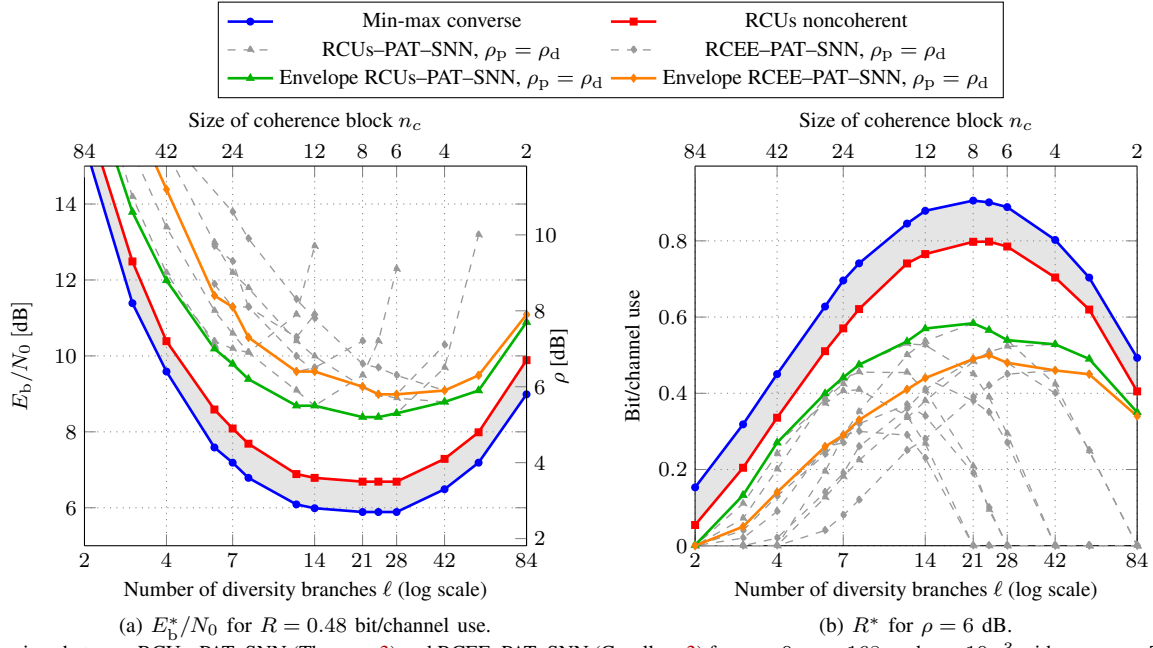 Min-max converse
RCUs noncoherent
RCUs–PAT–SNN, ρp = ρd
RCEE–PAT–SNN, ρp = ρd
Envelope RCUs–PAT–SNN, ρp = ρd
Envelope RCEE–PAT–SNN, ρp = ρd
Size of coherence block nc
84 42 24 12 8 6 4 2
14
12
10
8
6
Eb/N0 [dB]
10
8
6
4
2
ρ [dB]
2 4 7 14 21 28 42 84
Number of diversity branches ℓ (log scale)
(a) E*b/N0 for R = 0.48 bit/channel use.
Size of coherence block nc
84 42 24 12 8 6 4 2
0.8
0.6
0.4
0.2
0
Bit/channel use
2 4 7 14 21 28 42 84
Number of diversity branches ℓ (log scale)
(b) R* for ρ = 6 dB.